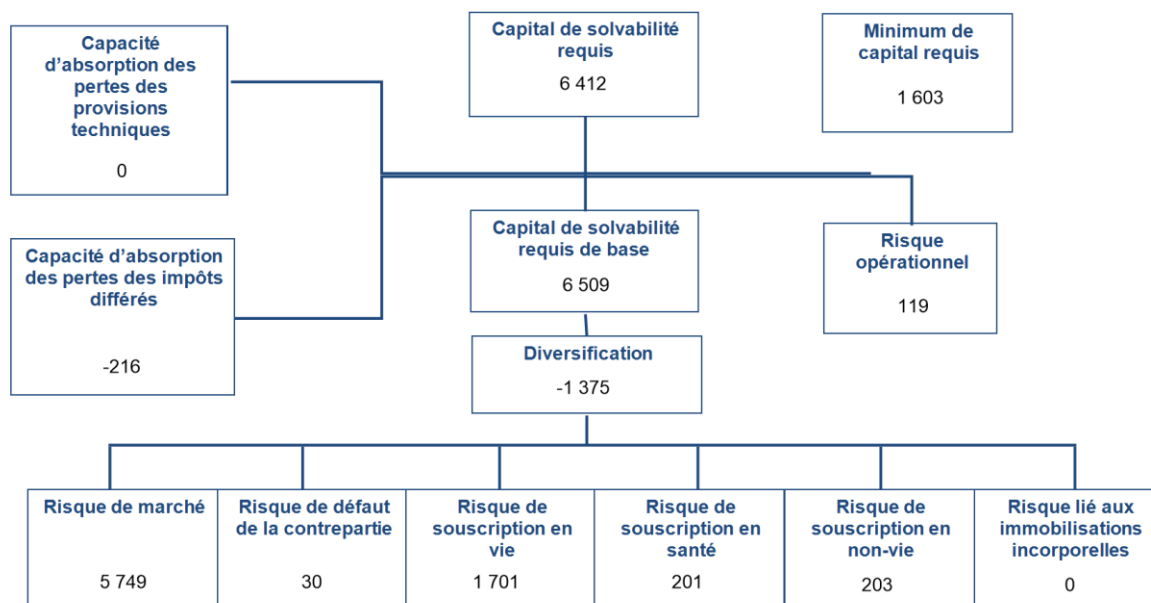 Capacité
d'absorption des
pertes des
provisions
techniques
0
Capital de solvabilité
requis
6 412
Minimum de
capital requis
1 603
Capacité d'absorption
des pertes des impôts
différés
-216
Capital de solvabilité
requis de base
6 509
Risque
opérationnel
119
Diversification
-1 375
Risque de marché
5 749
Risque de défaut
de la contrepartie
30
Risque de
souscription en
vie
1 701
Risque de
souscription en
santé
201
Risque de
souscription en
non-vie
203
Risque lié aux
immobilisations
incorporelles
0